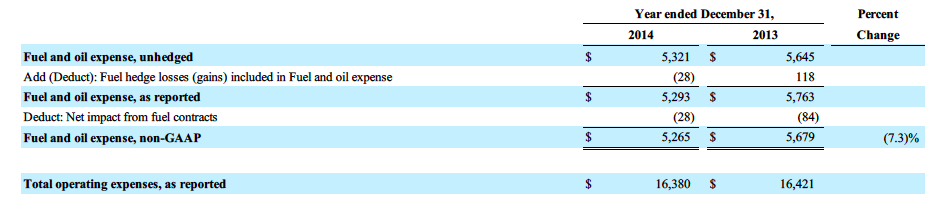 Year ended December 31, Percent
2014 2013 Change
Fuel and oil expense, unhedged $ 5,321 $ 5,645
Add (Deduct): Fuel hedge losses (gains) included in Fuel and oil expense (28) 118
Fuel and oil expense, as reported $ 5,293 $ 5,763
Deduct: Net impact from fuel contracts (28) (84)
Fuel and oil expense, non-GAAP $ 5,265 $ 5,679 (7.3)%
Total operating expenses, as reported $ 16,380 $ 16,421